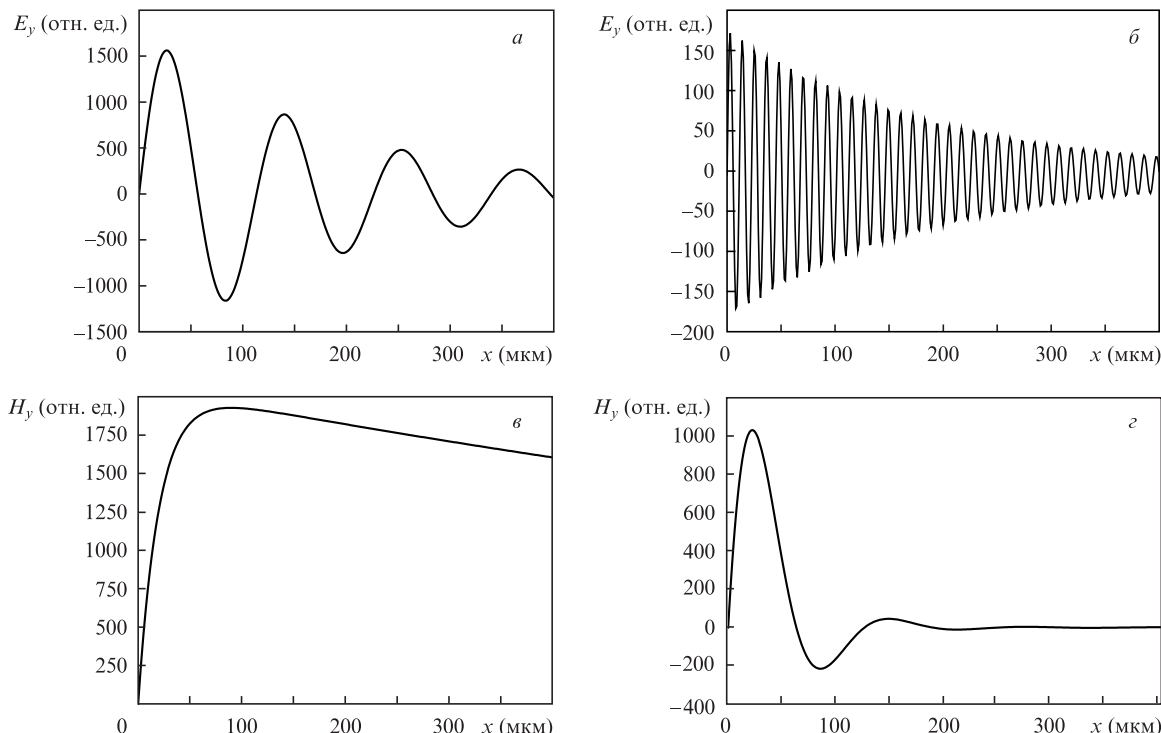 E_y (отн. ед.)
а
1500
1000
500
0
–500
–1000
–1500
0 100 200 300 x (мкм)
E_y (отн. ед.)
б
150
100
50
0
–50
–100
–150
–200
0 100 200 300 x (мкм)
H_y (отн. ед.)
в
1750
1500
1250
1000
750
500
250
0 100 200 300 x (мкм)
H_y (отн. ед.)
г
1000
800
600
400
200
0
–200
–400
0 100 200 300 x (мкм)